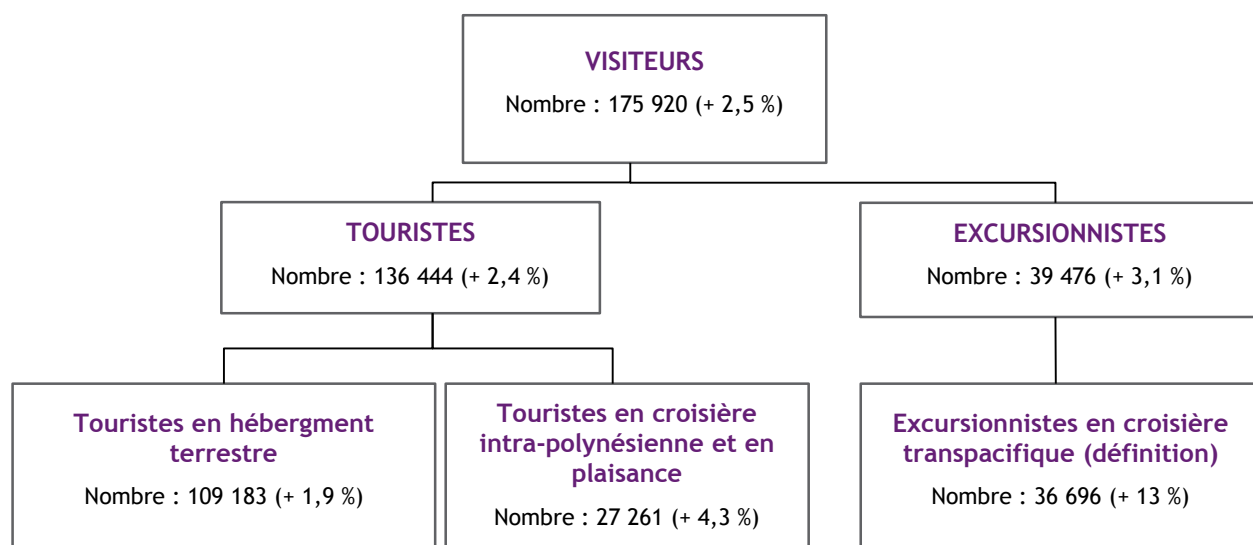 VISITEURS
Nombre : 175 920 (+ 2,5 %)
TOURISTES
Nombre : 136 444 (+ 2,4 %)
EXCURSIONNISTES
Nombre : 39 476 (+ 3,1 %)
Touristes en hébergment
terrestre
Nombre : 109 183 (+ 1,9 %)
Touristes en croisière
intra-polynésienne et en
plaisance
Nombre : 27 261 (+ 4,3 %)
Excursionnistes en croisière
transpacifique (définition)
Nombre : 36 696 (+ 13 %)